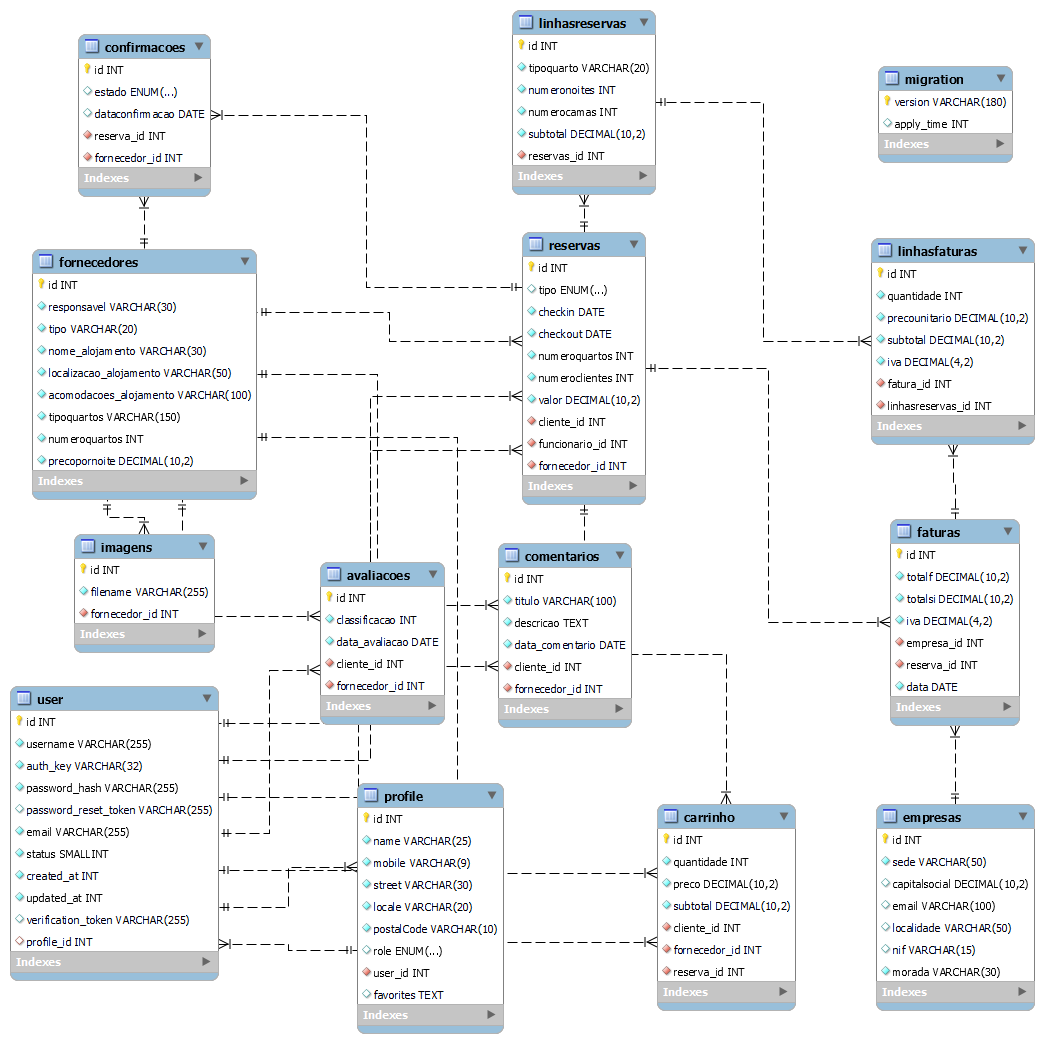 confirmacoes
id INT
estado ENUM(...)
dataconfirmacao DATE
reserva_id INT
fornecedor_id INT
Indexes
linhasreservas
id INT
tipoquarto VARCHAR(20)
numeronoites INT
numerocamas INT
subtotal DECIMAL(10,2)
reservas_id INT
Indexes
migration
version VARCHAR(180)
apply_time INT
Indexes
fornecedores
id INT
responsavel VARCHAR(30)
tipo VARCHAR(20)
nome_alojamento VARCHAR(30)
localizacao_alojamento VARCHAR(50)
acomodacoes_alojamento VARCHAR(100)
tipoquartos VARCHAR(150)
numeroquartos INT
precopornoite DECIMAL(10,2)
Indexes
reservas
id INT
tipo ENUM(...)
checkin DATE
checkout DATE
numeroquartos INT
numeroclientes INT
valor DECIMAL(10,2)
cliente_id INT
funcionario_id INT
fornecedor_id INT
Indexes
linhasfaturas
id INT
quantidade INT
precounitario DECIMAL(10,2)
subtotal DECIMAL(10,2)
iva DECIMAL(4,2)
fatura_id INT
linhasreservas_id INT
Indexes
imagens
id INT
filename VARCHAR(255)
fornecedor_id INT
Indexes
avaliacoes
id INT
classificacao INT
data_avaliacao DATE
cliente_id INT
fornecedor_id INT
Indexes
comentarios
id INT
titulo VARCHAR(100)
descricao TEXT
data_comentario DATE
cliente_id INT
fornecedor_id INT
Indexes
faturas
id INT
totalf DECIMAL(10,2)
totalsi DECIMAL(10,2)
iva DECIMAL(4,2)
empresa_id INT
reserva_id INT
data DATE
Indexes
user
id INT
username VARCHAR(255)
auth_key VARCHAR(32)
password_hash VARCHAR(255)
password_reset_token VARCHAR(255)
email VARCHAR(255)
status SMALLINT
created_at INT
updated_at INT
verification_token VARCHAR(255)
profile_id INT
Indexes
profile
id INT
name VARCHAR(25)
mobile VARCHAR(9)
street VARCHAR(30)
locale VARCHAR(20)
postalCode VARCHAR(10)
role ENUM(...)
user_id INT
favorites TEXT
Indexes
carrinho
id INT
quantidade INT
preco DECIMAL(10,2)
subtotal DECIMAL(10,2)
cliente_id INT
fornecedor_id INT
reserva_id INT
Indexes
empresas
id INT
sede VARCHAR(50)
capitalsocial DECIMAL(10,2)
email VARCHAR(100)
localidade VARCHAR(50)
nif VARCHAR(15)
morada VARCHAR(30)
Indexes